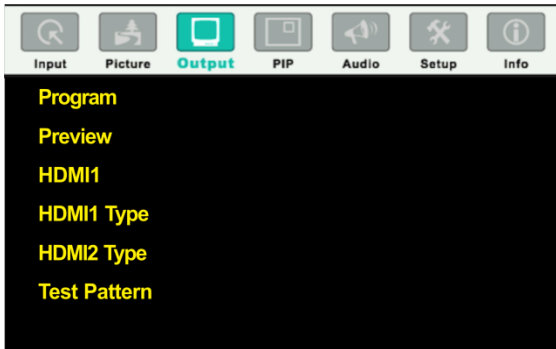 Input Picture Output PIP Audio Setup Info
Program
Preview
HDMI1
HDMI1 Type
HDMI2 Type
Test Pattern